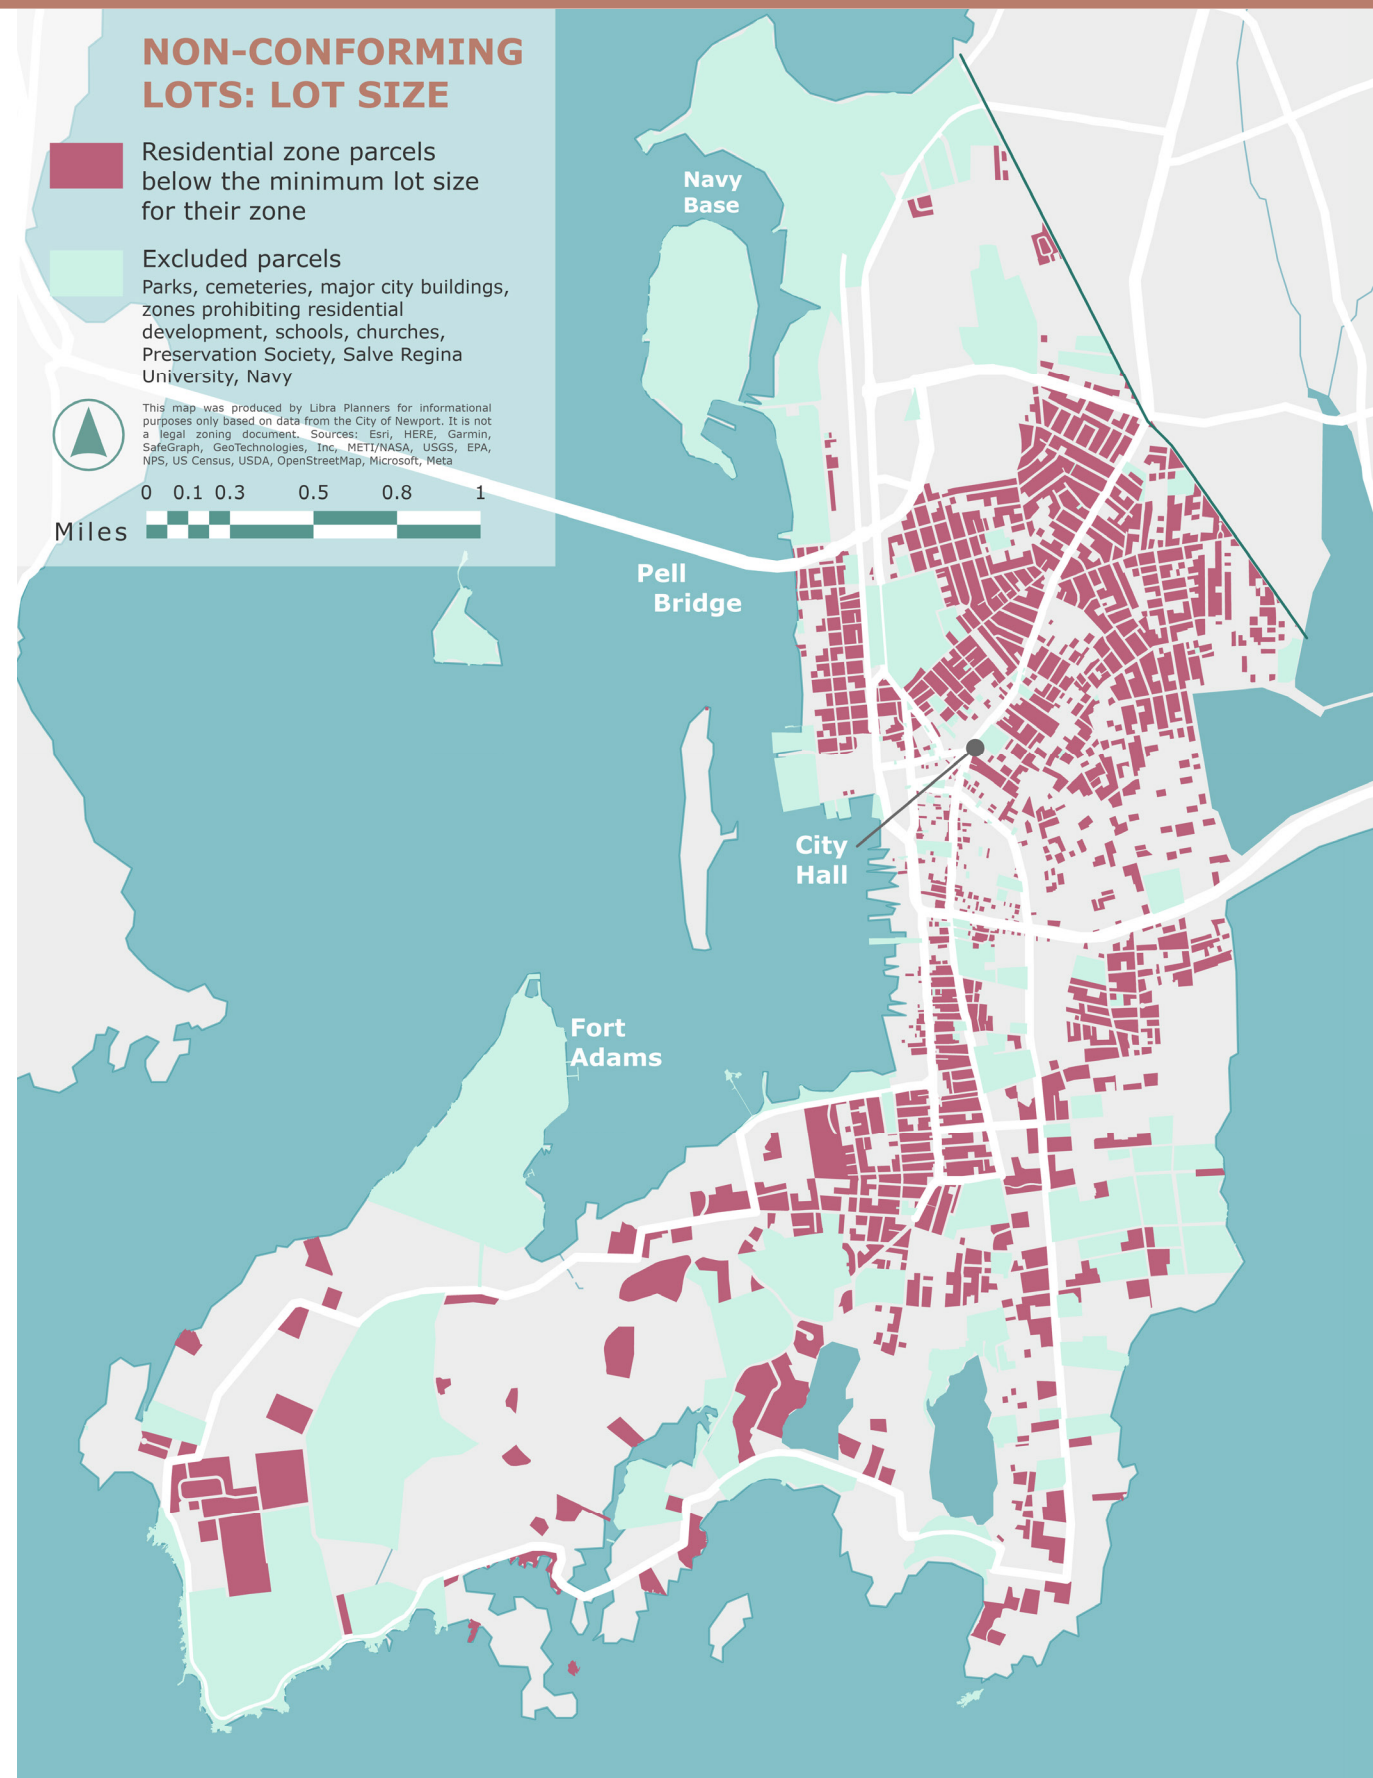 NON-CONFORMING
LOTS: LOT SIZE
Residential zone parcels
below the minimum lot size
for their zone
Excluded parcels
Parks, cemeteries, major city buildings,
zones prohibiting residential
development, schools, churches,
Preservation Society, Salve Regina
University, Navy
This map was produced by Libra Planners for informational
purposes only based on data from the City of Newport. It is not
a legal zoning document. Sources: Esri, HERE, Garmin,
SafeGraph, GeoTechnologies, Inc, METI/NASA, USGS, EPA,
NPS, US Census, USDA, OpenStreetMap, Microsoft, Meta
0 0.1 0.3 0.5 0.8 1
Miles
Navy
Base
Pell
Bridge
City
Hall
Fort
Adams